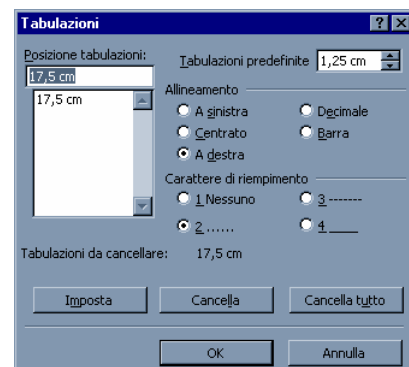 Tabulazioni
Posizione tabulazioni:
Tabulazioni predefinite 1,25 cm
17,5 cm
17,5 cm
Allineamento
A sinistra
Decimale
Centrato
Barra
A destra
Carattere di riempimento
1 Nessuno
3 -------
2 ......
4 ____
Tabulazioni da cancellare: 17,5 cm
Imposta
Cancella
Cancella tutto
OK
Annulla